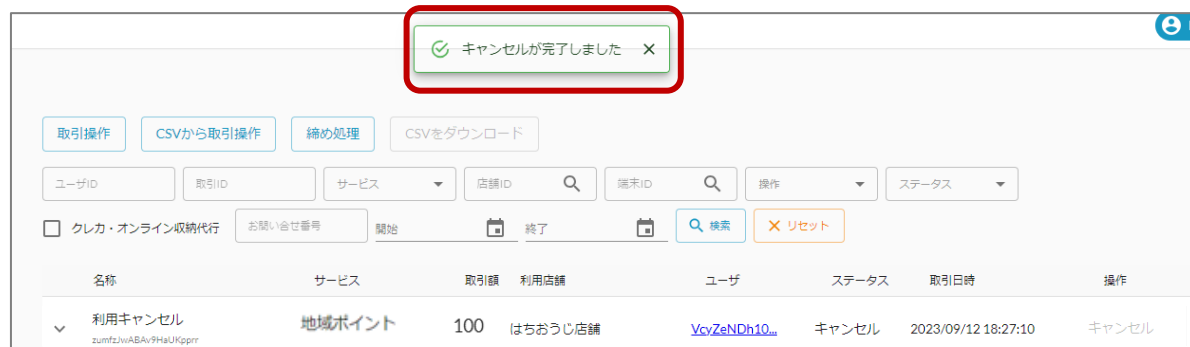 キャンセルが完了しました
取引操作 CSVから取引操作 締め処理 CSVをダウンロード
ユーザID 取引ID サービス 店舗ID 端末ID 操作 ステータス
クレカ・オンライン収納代行 お問い合せ番号 開始 終了 検索 リセット
名称 サービス 取引額 利用店舗 ユーザ ステータス 取引日時 操作
利用キャンセル 地域ポイント 100 はちおうじ店舗 VcyZeNDh10... キャンセル 2023/09/12 18:27:10 キャンセル
zumfzJwABAv9HaUKpprr